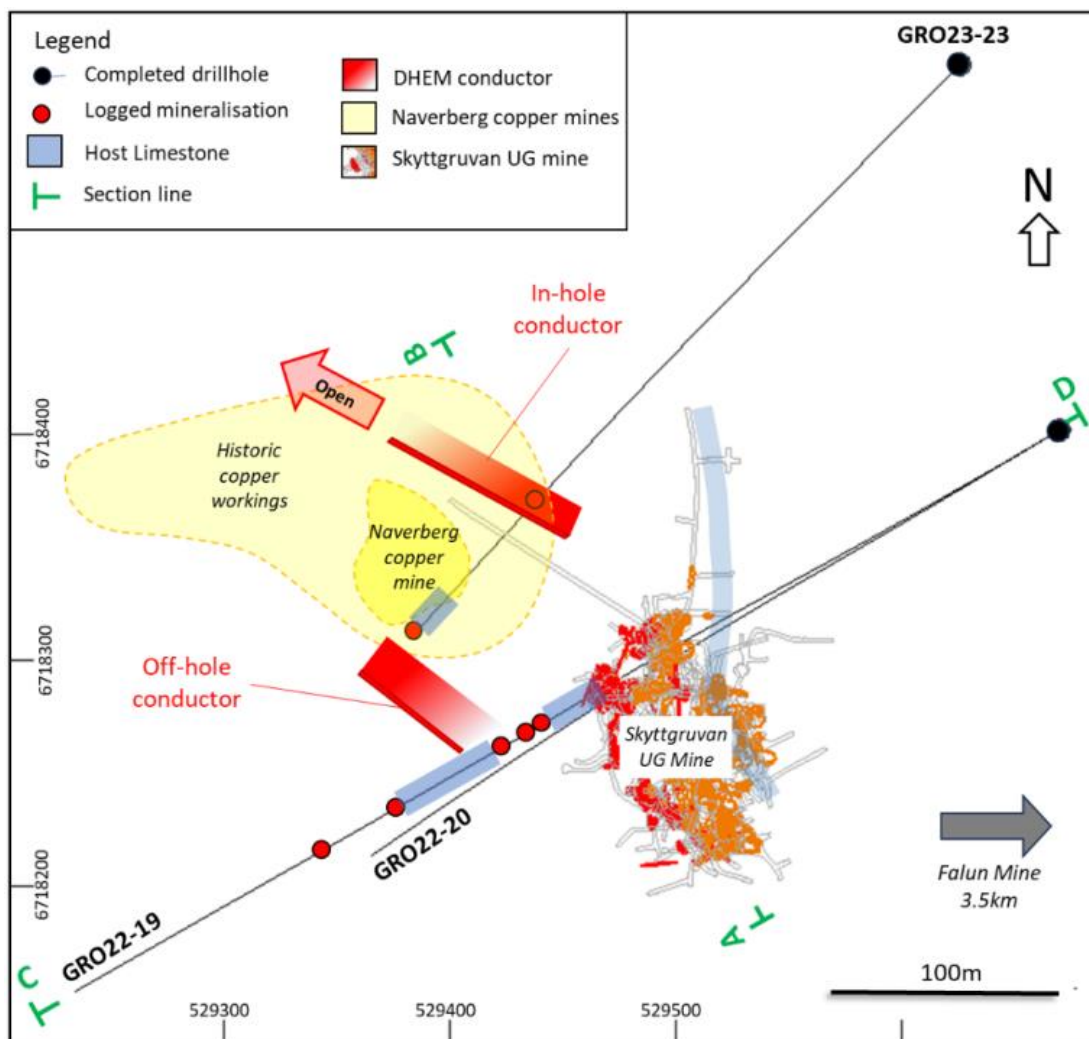 Legend
Completed drillhole
Logged mineralisation
Host Limestone
Section line
DHEM conductor
Naverberg copper mines
Skyttgruvan UG mine
GRO23-23
N
In-hole
conductor
B
Open
D
6718400
Historic
copper
workings
Naverberg
copper
mine
6718300
Off-hole
conductor
Skyttgruvan
UG Mine
GRO22-20
6718200
Falun Mine
3.5km
A
GRO22-19
C
100m
529300
529400
529500